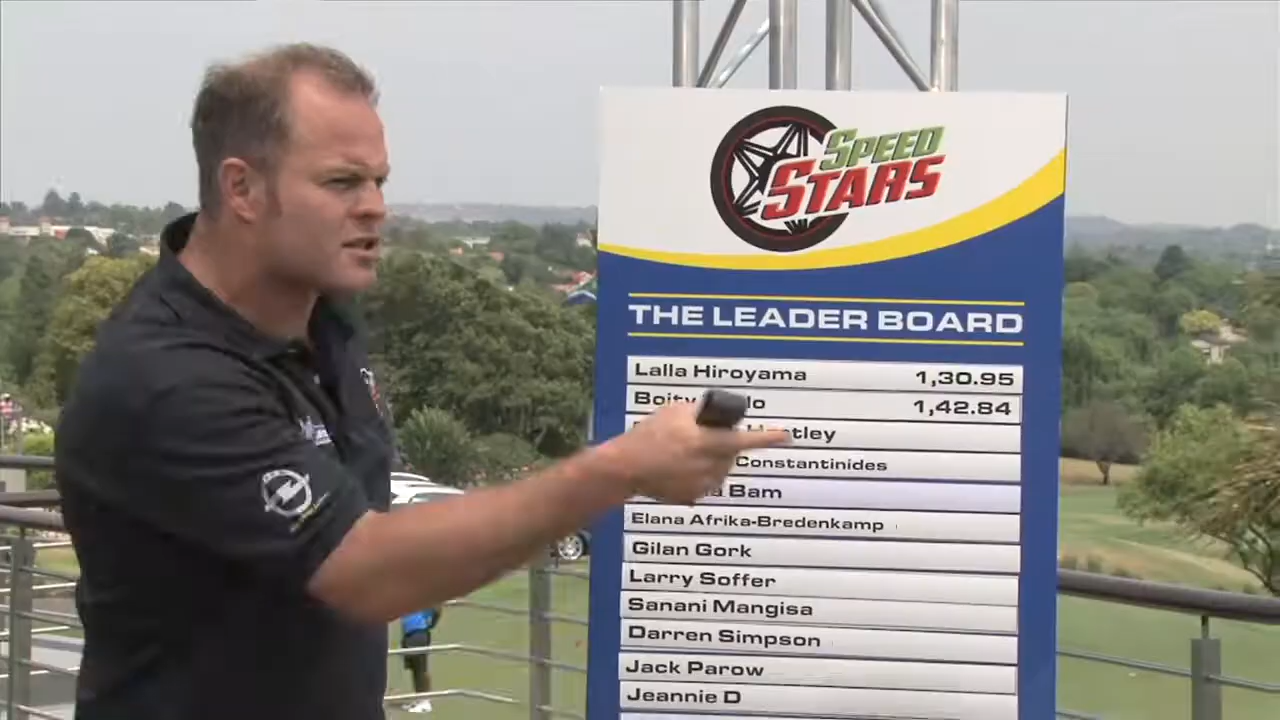 SPEED
STARS
THE LEADER BOARD
Lalla Hiroyama 1,30.95
1,42.84
Constantinides
Bam
Elana Afrika-Bredenkamp
Gilan Gork
Larry Soffer
Sanani Mangisa
Darren Simpson
Jack Parow
Jeannie D